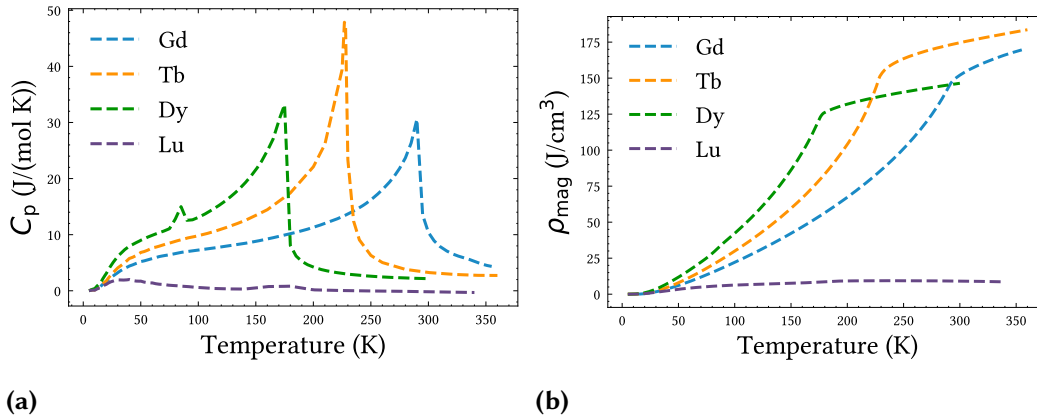 50
40
30
20
10
0
C_p (J/(mol K))
Gd
Tb
Dy
Lu
0 50 100 150 200 250 300 350
Temperature (K)
(a)
175
150
125
100
75
50
25
0
ρ_mag (J/cm³)
Gd
Tb
Dy
Lu
0 50 100 150 200 250 300 350
Temperature (K)
(b)